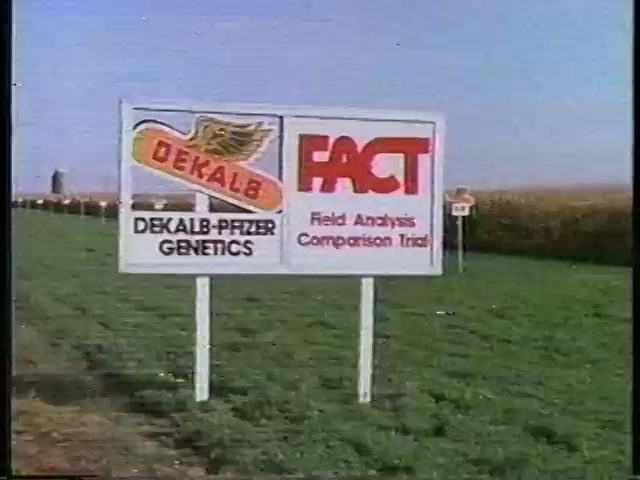 DEKALB
DEKALB-PFIZER
GENETICS
FACT
Field Analysis
Comparison Trial